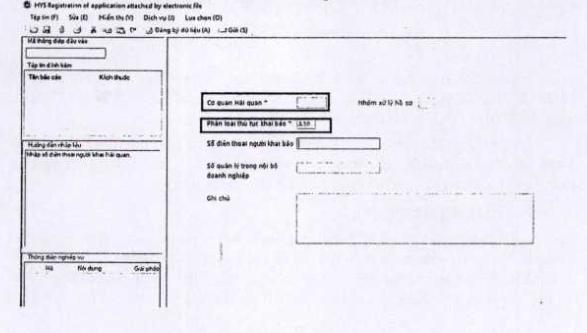 HYS Registration of application attached by electronic file
Tập tin (F) Sửa (E) Hiển thị (V) Dịch vụ (J) Lựa chọn (O)
Đăng ký dữ liệu (A) Gửi (S)
Mã thông điệp đầu vào
Tập tin đính kèm
Tên báo cáo Kích thước
Cơ quan Hải quan * Nhóm xử lý hồ sơ
Phân loại thủ tục khai báo *
Hướng dẫn nhập liệu
Số điện thoại người khai báo
Nhập số điện thoại người khai hải quan.
Số quản lý trong nội bộ
doanh nghiệp
Ghi chú
Thông điệp nghiệp vụ
Mã Nội dung Giải pháp